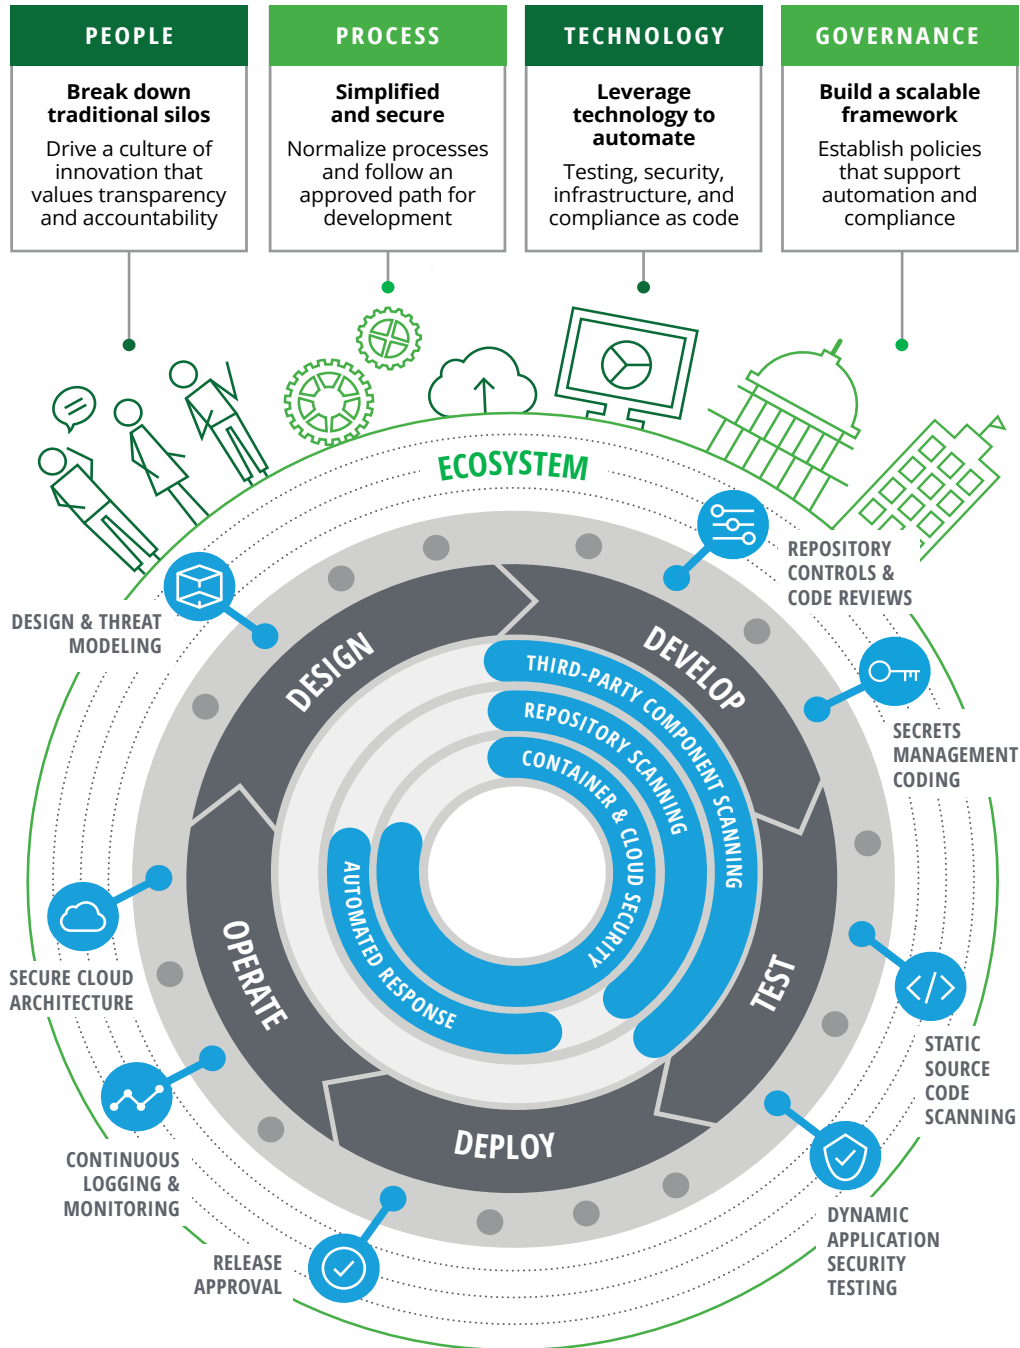 PEOPLE
Break down
traditional silos
Drive a culture of
innovation that
values transparency
and accountability
PROCESS
Simplified
and secure
Normalize processes
and follow an
approved path for
development
TECHNOLOGY
Leverage
technology to
automate
Testing, security,
infrastructure, and
compliance as code
GOVERNANCE
Build a scalable
framework
Establish policies
that support
automation and
compliance
ECOSYSTEM
DESIGN & THREAT
MODELING
REPOSITORY
CONTROLS &
CODE REVIEWS
SECRETS
MANAGEMENT
CODING
STATIC
SOURCE
CODE
SCANNING
DYNAMIC
APPLICATION
SECURITY
TESTING
RELEASE
APPROVAL
CONTINUOUS
LOGGING &
MONITORING
SECURE CLOUD
ARCHITECTURE
DESIGN
DEVELOP
TEST
DEPLOY
OPERATE
THIRD-PARTY COMPONENT SCANNING
REPOSITORY SCANNING
CONTAINER & CLOUD SECURITY
AUTOMATED RESPONSE